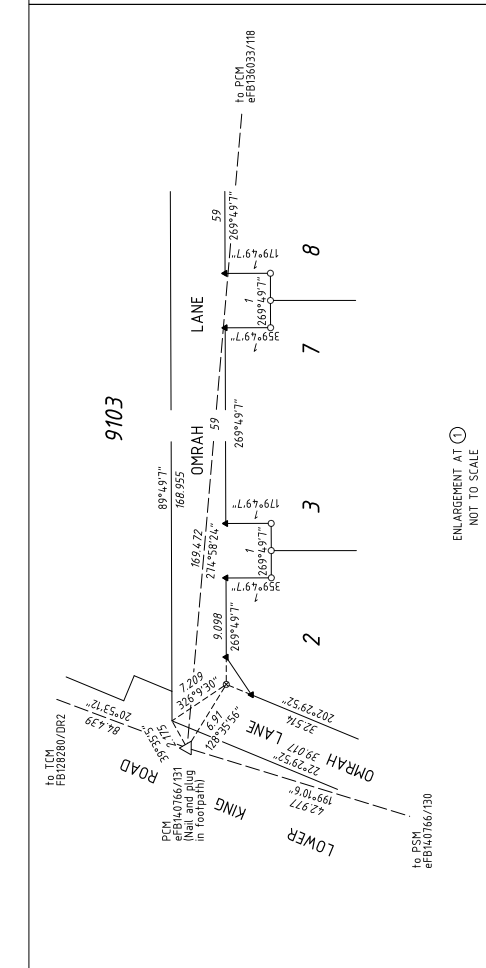 to PCM
eFB136033/118
9103
89°49'7"
168.955
OMRAH
LANE
169.472
274°58'24"
59
269°49'7"
59
269°49'7"
179°49'7"
1
1
269°49'7"
359°49'7"
1
8
7
179°49'7"
1
1
269°49'7"
359°49'7"
1
3
2
9.098
269°49'7"
7.209
326°9'30"
6.91
128°35'56"
39°35'5"
2.175
to TCM
FB128280/DR2
84.439
20°53'12"
PCM
eFB140766/131
(Nail and plug
in footpath)
LOWER
KING
ROAD
OMRAH LANE
32.514
202°29'52"
39.017
22°29'52"
42.977
199°10'6"
to PSM
eFB140766/130
ENLARGEMENT AT 1
NOT TO SCALE